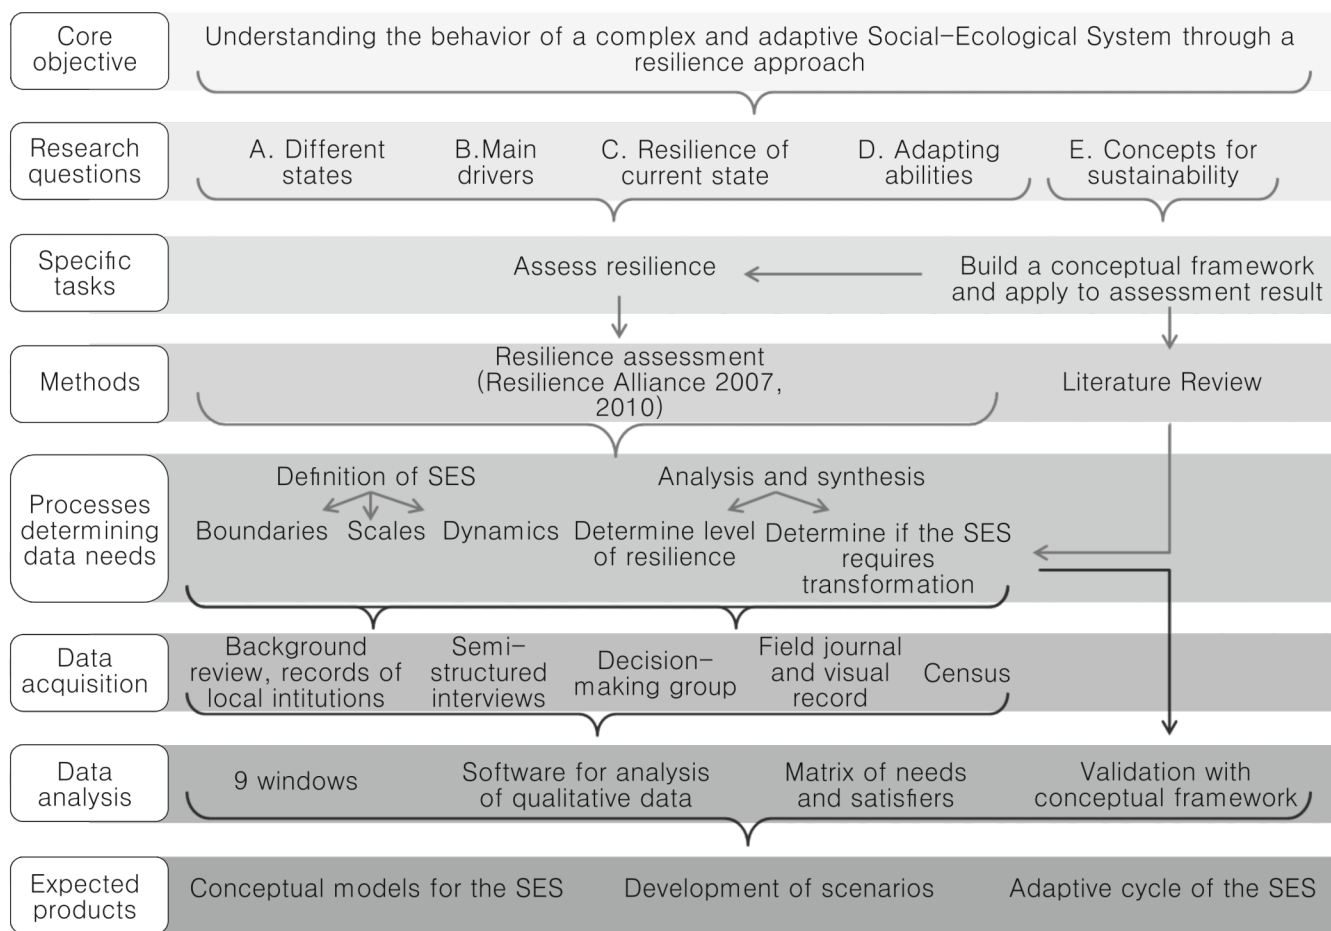 Core
objective
Understanding the behavior of a complex and adaptive Social-Ecological System through a
resilience approach
Research
questions
A. Different
states
B.Main
drivers
C. Resilience of
current state
D. Adapting
abilities
E. Concepts for
sustainability
Specific
tasks
Assess resilience
Build a conceptual framework
and apply to assessment result
Methods
Resilience assessment
(Resilience Alliance 2007,
2010)
Literature Review
Processes
determining
data needs
Definition of SES
Boundaries
Scales
Dynamics
Analysis and synthesis
Determine level
of resilience
Determine if the SES
requires
transformation
Data
acquisition
Background
review, records of
local intitutions
Semi-
structured
interviews
Decision-
making group
Field journal
and visual
record
Census
Data
analysis
9 windows
Software for analysis
of qualitative data
Matrix of needs
and satisfiers
Validation with
conceptual framework
Expected
products
Conceptual models for the SES
Development of scenarios
Adaptive cycle of the SES